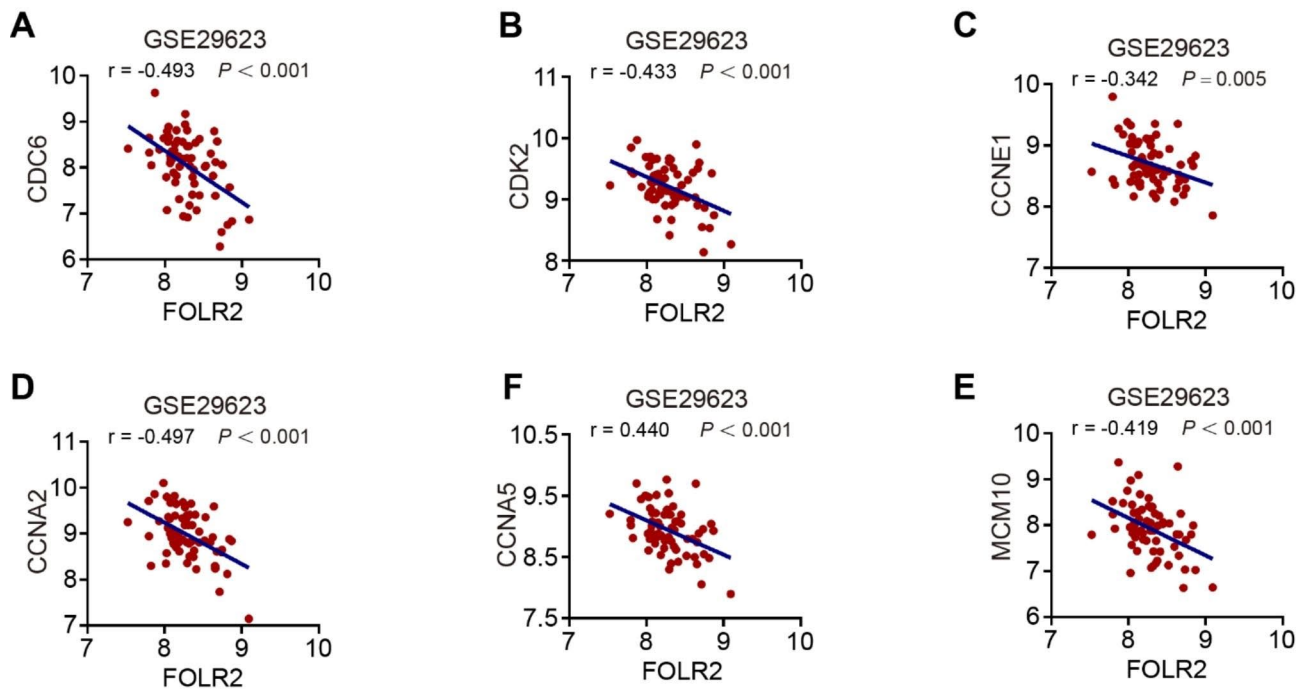 A
GSE29623
r = -0.493 P < 0.001
10
9
8
7
6
CDC6
7 8 9 10
FOLR2
B
GSE29623
r = -0.433 P < 0.001
11
10
9
8
CDK2
7 8 9 10
FOLR2
C
GSE29623
r = -0.342 P = 0.005
10
9
8
7
CCNE1
7 8 9 10
FOLR2
D
GSE29623
r = -0.497 P < 0.001
11
10
9
8
7
CCNA2
7 8 9 10
FOLR2
F
GSE29623
r = 0.440 P < 0.001
10.5
9.5
8.5
7.5
CCNA5
7 8 9 10
FOLR2
E
GSE29623
r = -0.419 P < 0.001
10
9
8
7
6
MCM10
7 8 9 10
FOLR2